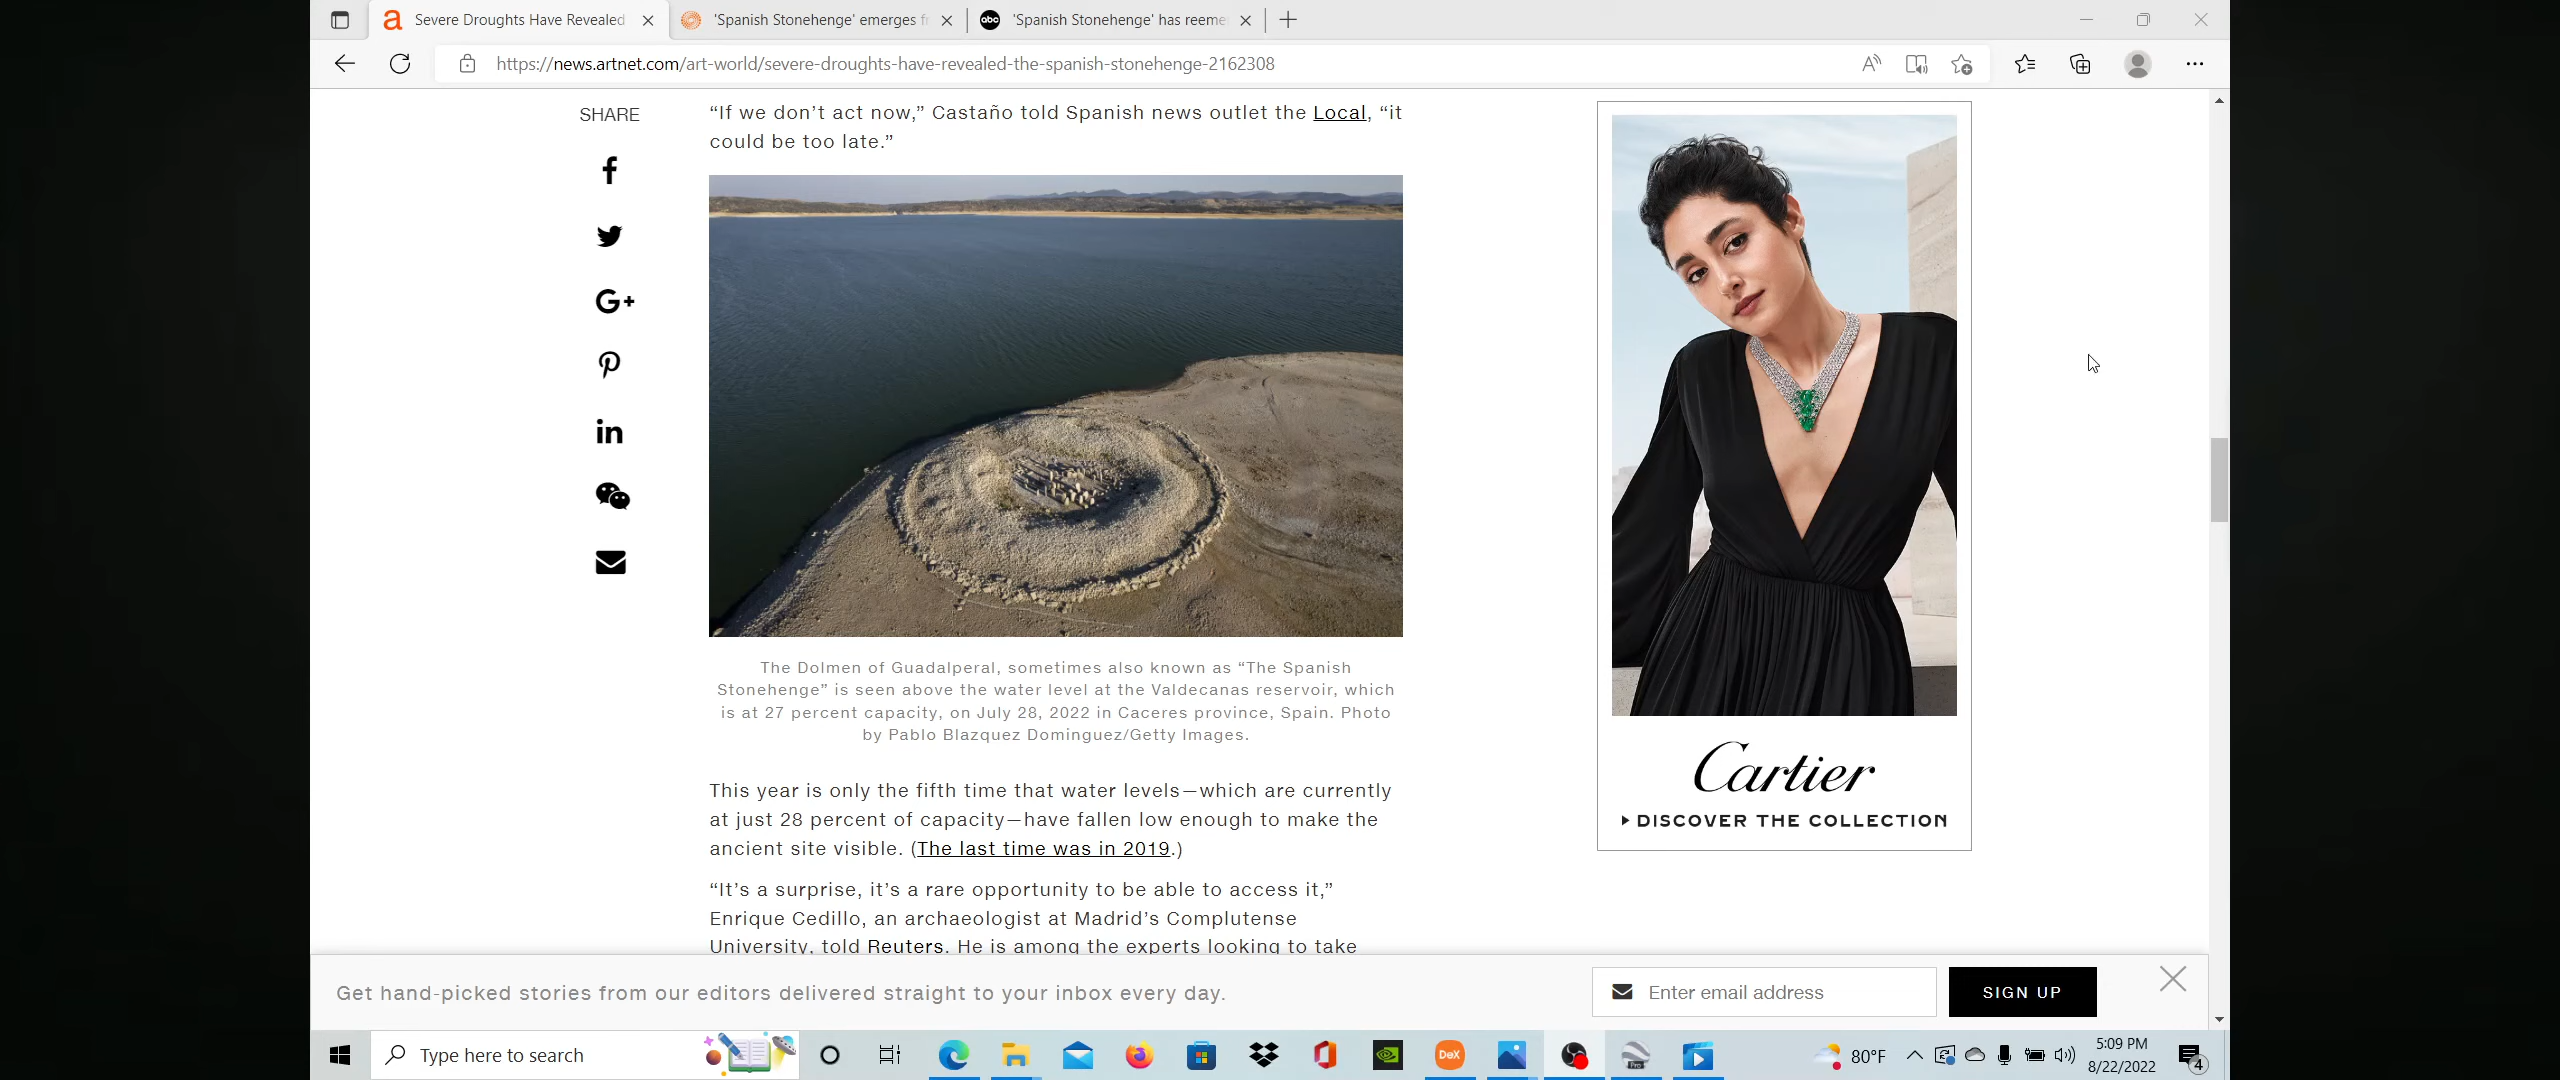 Severe Droughts Have Revealed
'Spanish Stonehenge' emerges f
'Spanish Stonehenge' has reeme
https://news.artnet.com/art-world/severe-droughts-have-revealed-the-spanish-stonehenge-2162308
SHARE
“If we don’t act now,” Castaño told Spanish news outlet the Local, “it
could be too late.”
The Dolmen of Guadalperal, sometimes also known as “The Spanish
Stonehenge” is seen above the water level at the Valdecanas reservoir, which
is at 27 percent capacity, on July 28, 2022 in Caceres province, Spain. Photo
by Pablo Blazquez Dominguez/Getty Images.
This year is only the fifth time that water levels—which are currently
at just 28 percent of capacity—have fallen low enough to make the
ancient site visible. (The last time was in 2019.)
“It’s a surprise, it’s a rare opportunity to be able to access it,”
Enrique Cedillo, an archaeologist at Madrid’s Complutense
University, told Reuters. He is among the experts looking to take
Cartier
DISCOVER THE COLLECTION
Get hand-picked stories from our editors delivered straight to your inbox every day.
Enter email address
SIGN UP
Type here to search
DeX
80°F
5:09 PM
8/22/2022
4